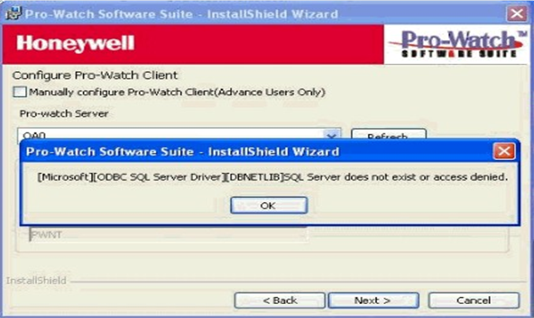 Pro-Watch Software Suite - InstallShield Wizard
Honeywell
Pro-Watch™
SOFTWARE SUITE
Configure Pro-Watch Client
Manually configure Pro-Watch Client(Advance Users Only)
Pro-watch Server
Refresh
Pro-Watch Software Suite - InstallShield Wizard
[Microsoft][ODBC SQL Server Driver][DBNETLIB]SQL Server does not exist or access denied.
OK
PWNT
InstallShield
< Back
Next >
Cancel